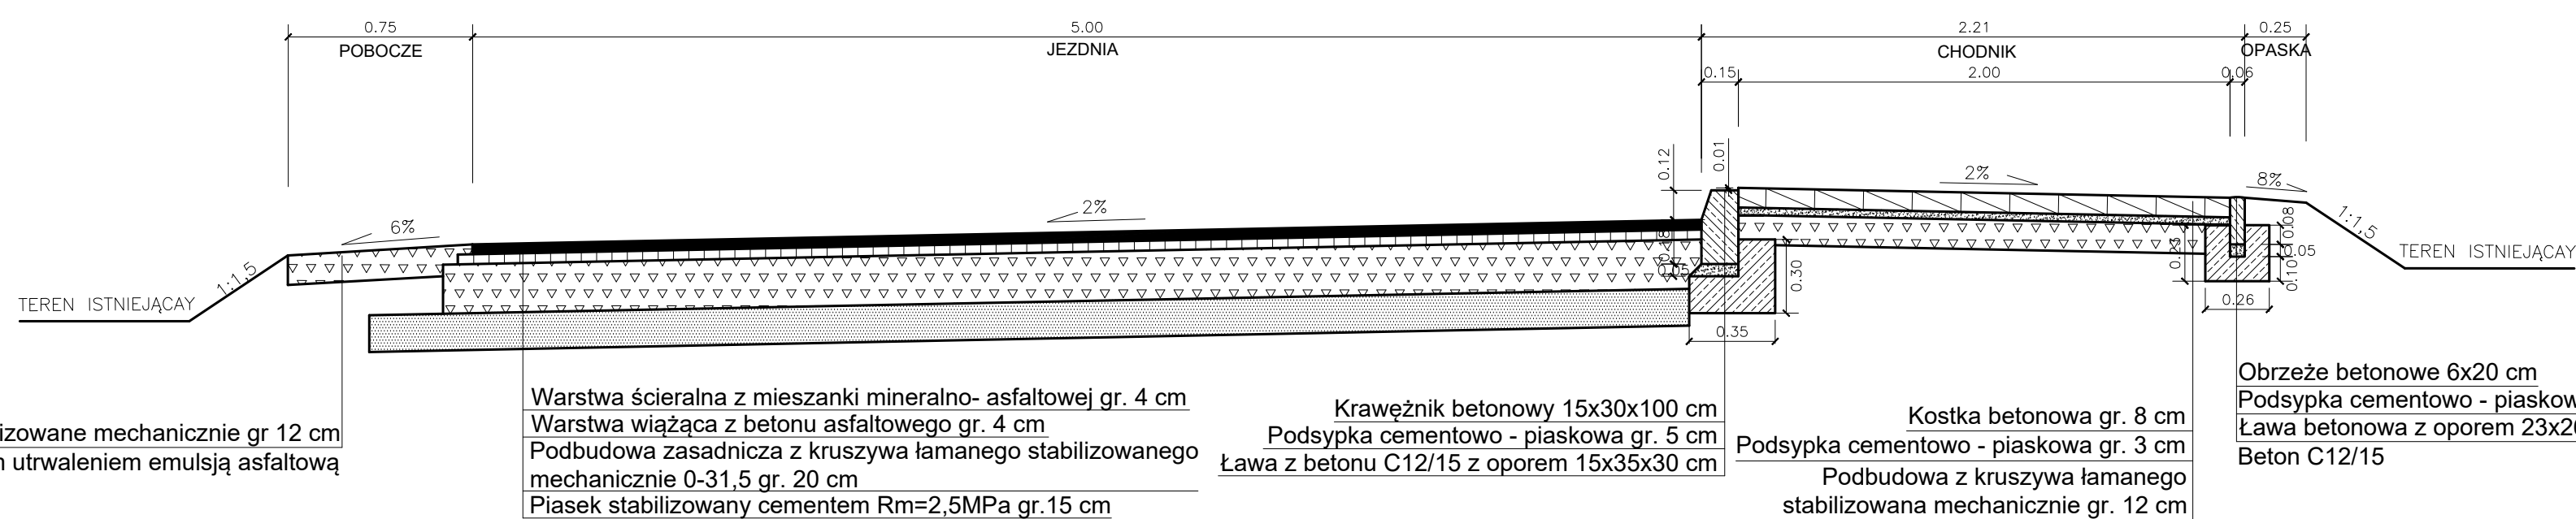 0.75
5.00
2.21
0.25
POBOCZE
JEZDNIA
CHODNIK
OPASKA
0.15
2.00
0.06
0.12
0.01
6%
2%
2%
8%
1:1,5
1:1,5
TEREN ISTNIEJĄCAY
TEREN ISTNIEJĄCAY
0.18
0.05
0.30
0.35
0.23
0.08
0.05
0.10
0.26
izowane mechanicznie gr 12 cm
utrwaleniem emulsją asfaltową
Warstwa ścieralna z mieszanki mineralno- asfaltowej gr. 4 cm
Warstwa wiążąca z betonu asfaltowego gr. 4 cm
Podbudowa zasadnicza z kruszywa łamanego stabilizowanego
mechanicznie 0-31,5 gr. 20 cm
Piasek stabilizowany cementem Rm=2,5MPa gr.15 cm
Krawężnik betonowy 15x30x100 cm
Podsypka cementowo - piaskowa gr. 5 cm
Ława z betonu C12/15 z oporem 15x35x30 cm
Kostka betonowa gr. 8 cm
Podsypka cementowo - piaskowa gr. 3 cm
Podbudowa z kruszywa łamanego
stabilizowana mechanicznie gr. 12 cm
Obrzeże betonowe 6x20 cm
Podsypka cementowo - piaskow
Ława betonowa z oporem 23x2
Beton C12/15